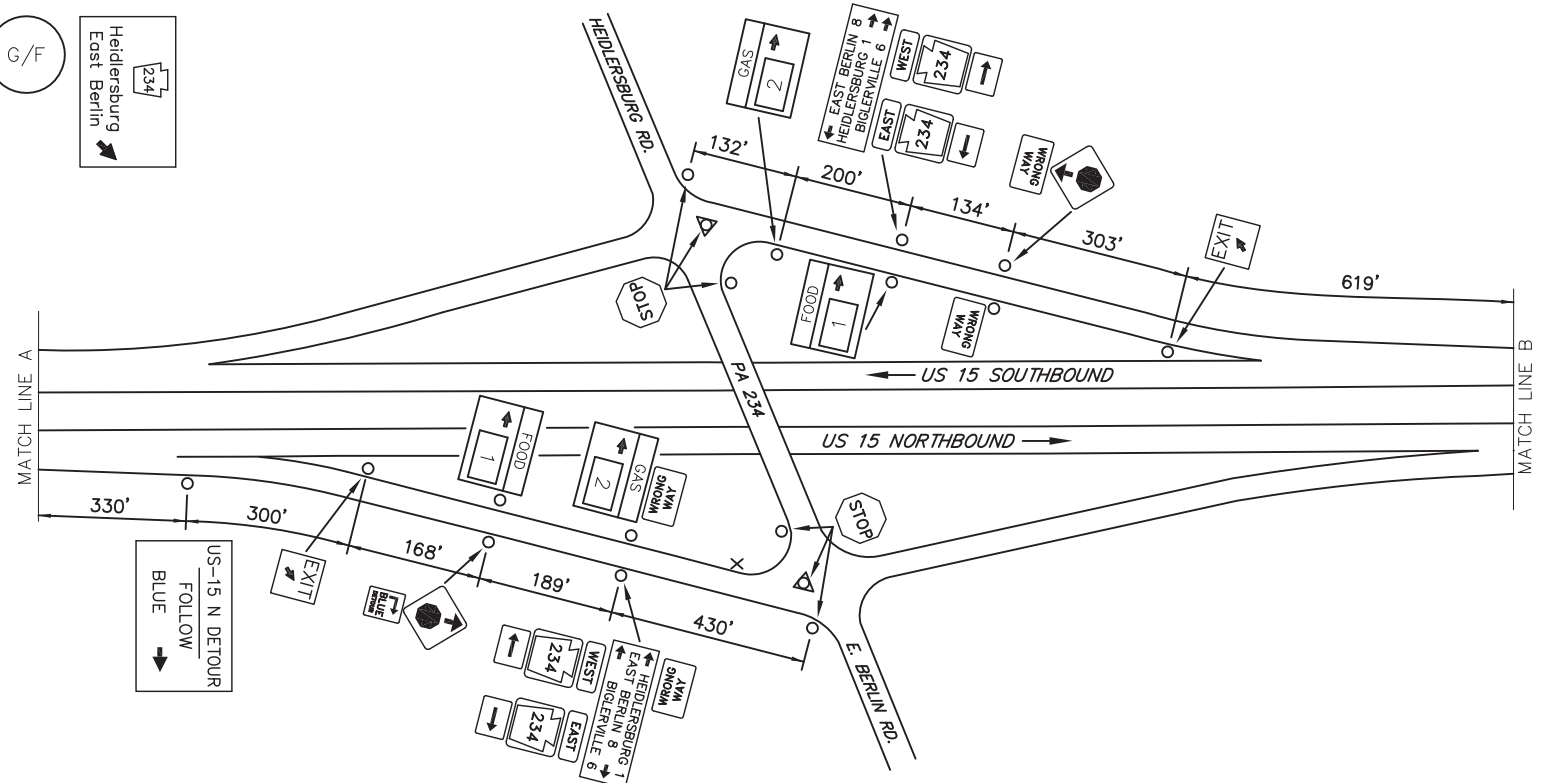 G/F
234
Heidlersburg
East Berlin
HEIDLERSBURG RD.
GAS
2
EAST BERLIN 8
HEIDLERSBURG 1
BIGLERVILLE 6
WEST
234
EAST
234
WRONG
WAY
EXIT
132'
200'
134'
303'
619'
FOOD
1
WRONG
WAY
STOP
MATCH LINE A
PA 234
US 15 SOUTHBOUND
US 15 NORTHBOUND
MATCH LINE B
FOOD
1
GAS
2
WRONG
WAY
STOP
330'
300'
168'
189'
430'
US-15 N DETOUR
FOLLOW
BLUE
EXIT
BLUE
DETOUR
WEST
234
EAST
234
HEIDLERSBURG 1
EAST BERLIN 8
BIGLERVILLE 6
WRONG
WAY
E. BERLIN RD.
X